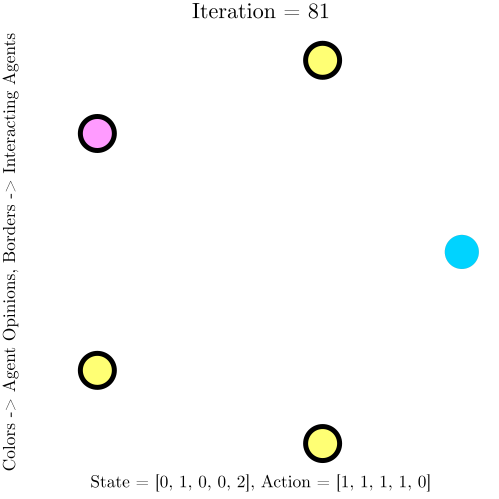 Iteration = 81
Colors -> Agent Opinions, Borders -> Interacting Agents
State = [0, 1, 0, 0, 2], Action = [1, 1, 1, 1, 0]